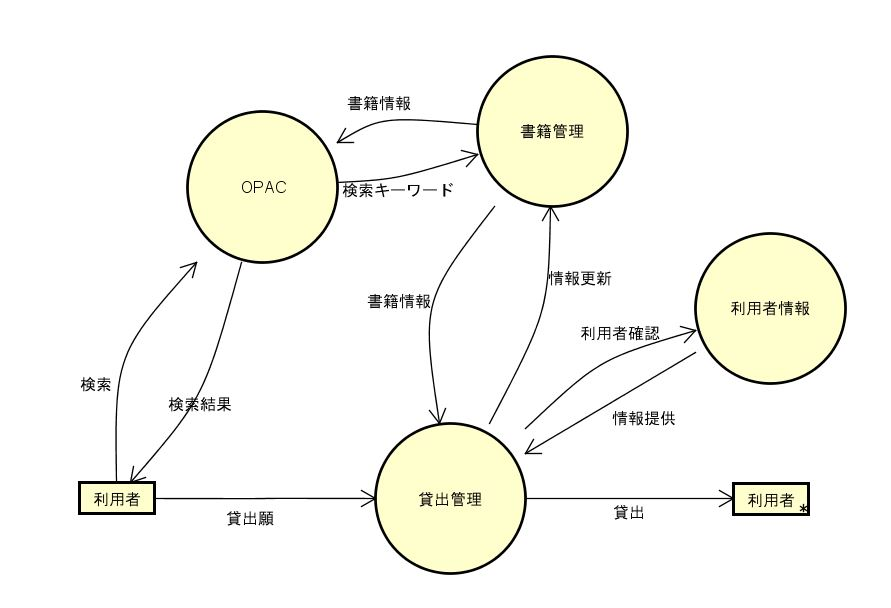 書籍情報
書籍管理
OPAC
検索キーワード
情報更新
書籍情報
利用者情報
利用者確認
検索
検索結果
情報提供
利用者
貸出管理
利用者
*
貸出願
貸出